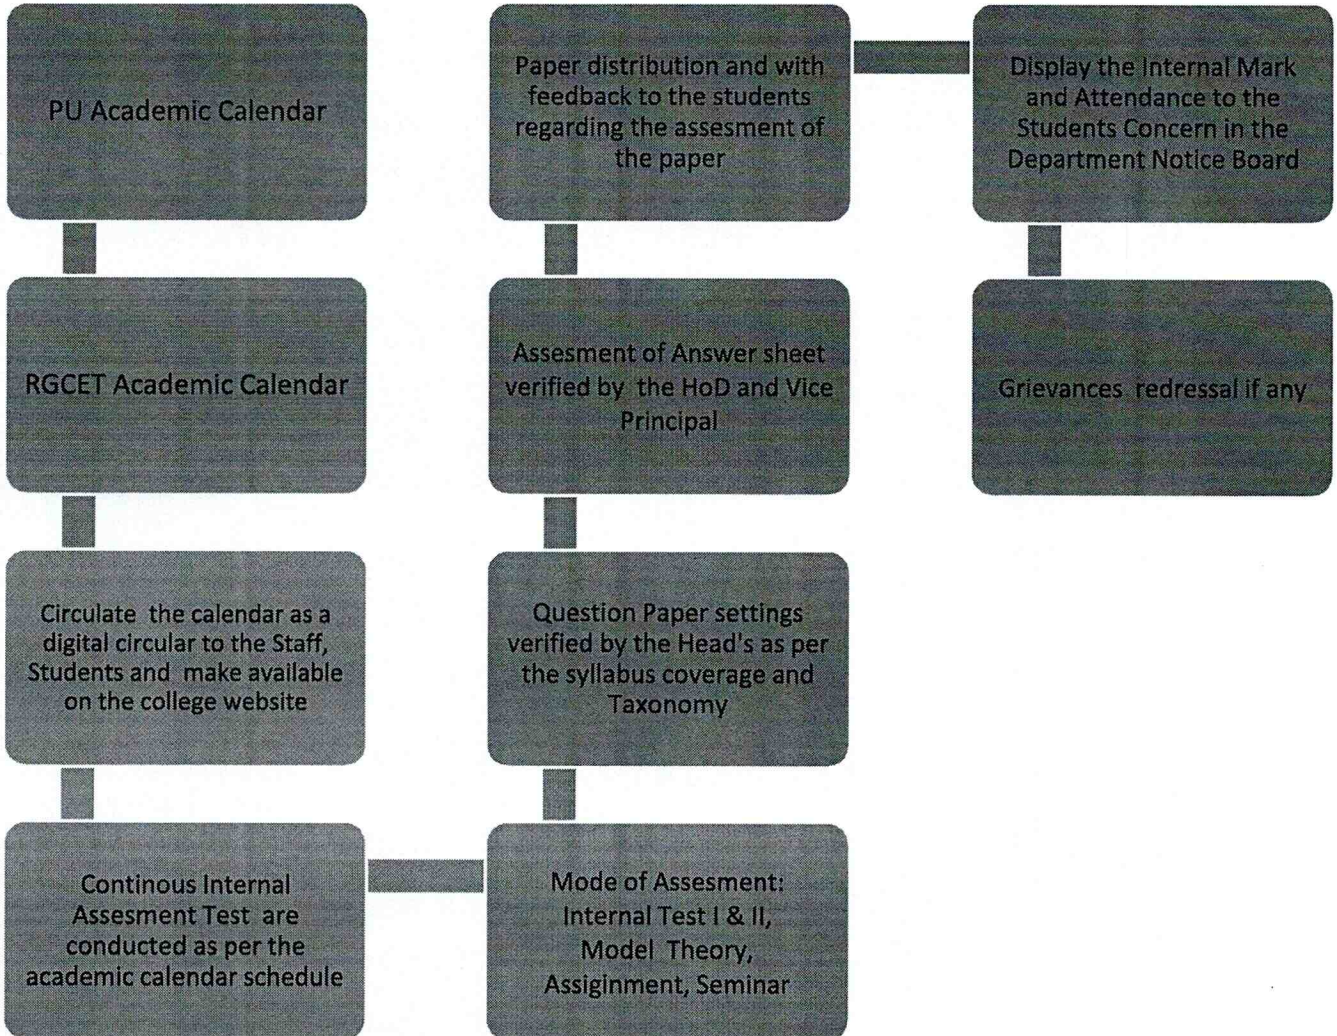 PU Academic Calendar
RGCET Academic Calendar
Circulate the calendar as a
digital circular to the Staff,
Students and make available
on the college website
Continous Internal
Assesment Test are
conducted as per the
academic calendar schedule
Mode of Assesment:
Internal Test I & II,
Model Theory,
Assiginment, Seminar
Question Paper settings
verified by the Head's as per
the syllabus coverage and
Taxonomy
Assesment of Answer sheet
verified by the HoD and Vice
Principal
Paper distribution and with
feedback to the students
regarding the assesment of
the paper
Display the Internal Mark
and Attendance to the
Students Concern in the
Department Notice Board
Grievances redressal if any